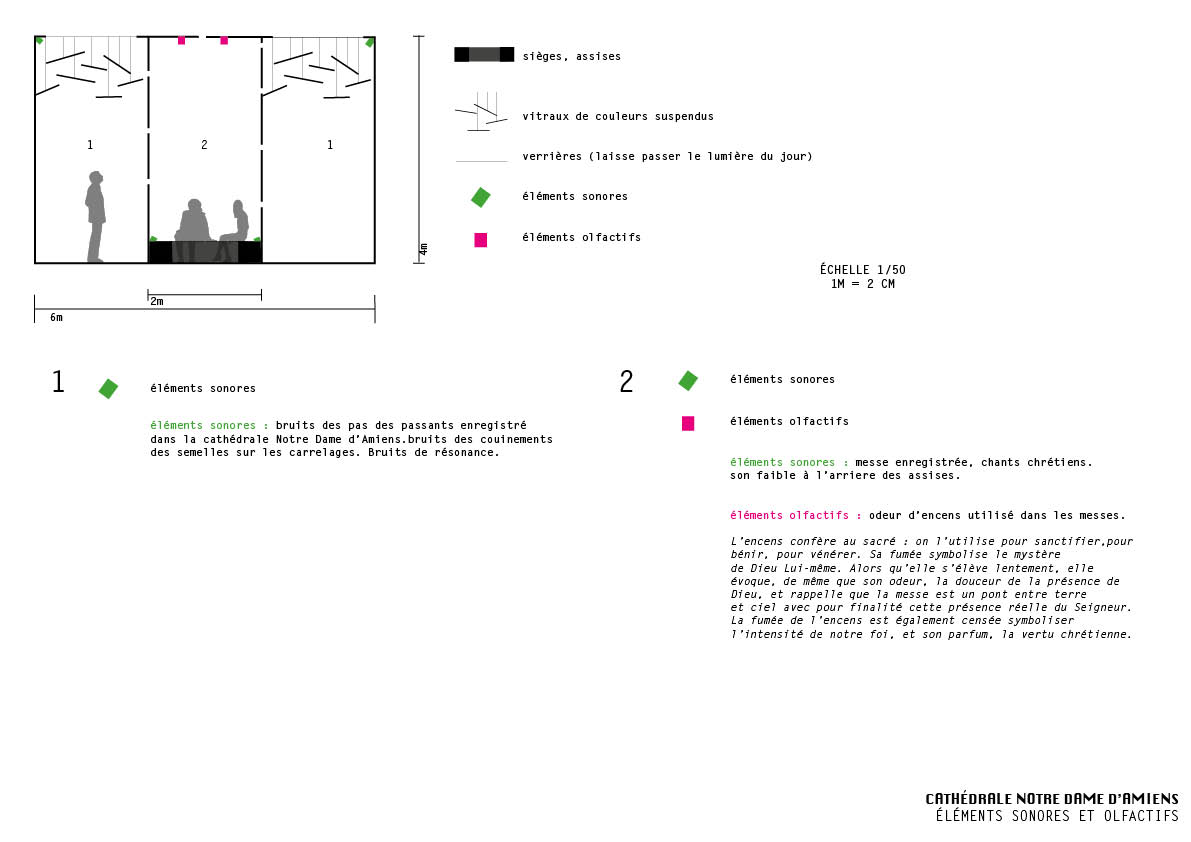 1
2
1
4m
2m
6m
sièges, assises
vitraux de couleurs suspendus
verrières (laisse passer le lumière du jour)
éléments sonores
éléments olfactifs
ÉCHELLE 1/50
1M = 2 CM
1
éléments sonores
éléments sonores : bruits des pas des passants enregistré
dans la cathédrale Notre Dame d'Amiens.bruits des couinements
des semelles sur les carrelages. Bruits de résonance.
2
éléments sonores
éléments olfactifs
éléments sonores : messe enregistrée, chants chrétiens.
son faible à l'arriere des assises.
éléments olfactifs : odeur d'encens utilisé dans les messes.
L'encens confère au sacré : on l'utilise pour sanctifier,pour
bénir, pour vénérer. Sa fumée symbolise le mystère
de Dieu Lui-même. Alors qu'elle s'élève lentement, elle
évoque, de même que son odeur, la douceur de la présence de
Dieu, et rappelle que la messe est un pont entre terre
et ciel avec pour finalité cette présence réelle du Seigneur.
La fumée de l'encens est également censée symboliser
l'intensité de notre foi, et son parfum, la vertu chrétienne.
CATHÉDRALE NOTRE DAME D'AMIENS
ÉLÉMENTS SONORES ET OLFACTIFS